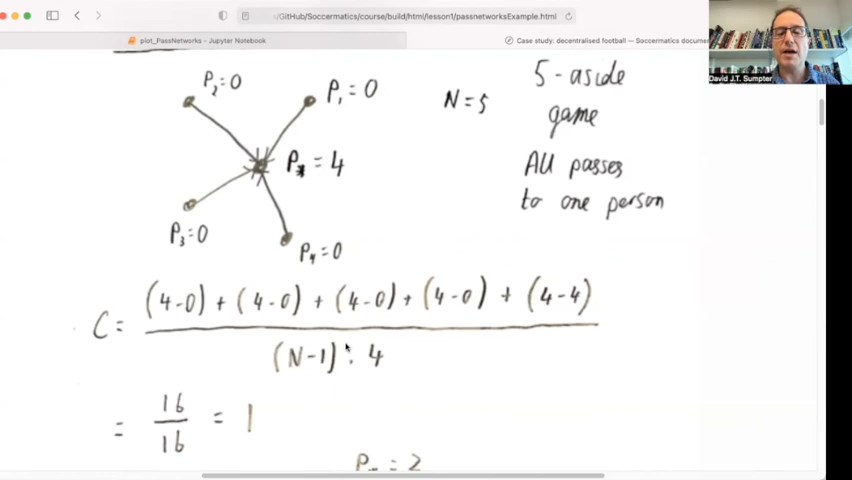 GitHub/Soccermatics/course/build/html/lesson1/passnetworksExample.html
plot_PassNetworks - Jupyter Notebook
Case study: decentralised football — Soccermatics docume
David J.T. Sumpter
P₂=0
P₁=0
N=5
5-aside
game
P* = 4
All passes
to one person
P₃=0
P₄=0
C = (4-0) + (4-0) + (4-0) + (4-0) + (4-4)
(N-1) · 4
= 16/16 = 1
= 2